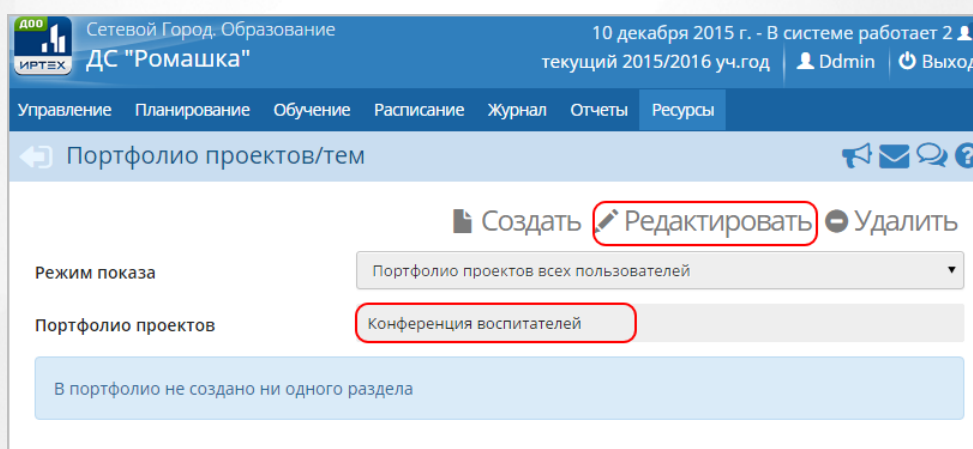 ДОО
ИРТЕХ
Сетевой Город. Образование
10 декабря 2015 г. - В системе работает 2
ДС "Ромашка"
текущий 2015/2016 уч.год Ddmin Выход
Управление Планирование Обучение Расписание Журнал Отчеты Ресурсы
Портфолио проектов/тем
Создать Редактировать Удалить
Режим показа Портфолио проектов всех пользователей
Портфолио проектов Конференция воспитателей
В портфолио не создано ни одного раздела